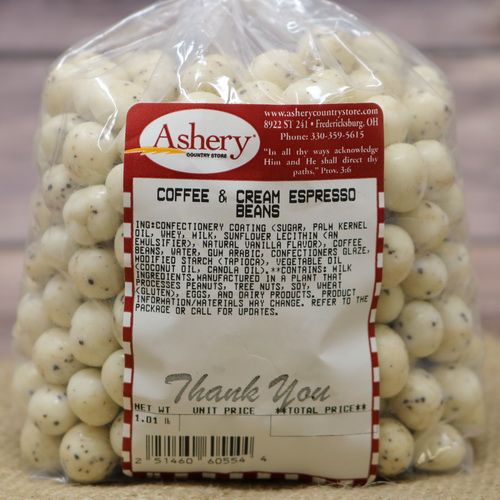 Ashery®
COUNTRY STORE
www.asherycountrystore.com
8922 ST 241 • Fredericksburg, OH
Phone: 330-359-5615
"In all thy ways acknowledge
Him and He shall direct thy
paths." Prov. 3:6
COFFEE & CREAM ESPRESSO
BEANS
ING:CONFECTIONERY COATING (SUGAR, PALM KERNEL
OIL, WHEY, MILK, SUNFLOWER LECITHIN (AN
EMULSIFIER), NATURAL VANILLA FLAVOR), COFFEE
BEANS, WATER, GUM ARABIC, CONFECTIONERS GLAZE,
MODIFIED STARCH (TAPIOCA), VEGETABLE OIL
(COCONUT OIL, CANOLA OIL).**CONTAINS: MILK
INGREDIENTS.MANUFACTURED IN A PLANT THAT
PROCESSES PEANUTS, TREE NUTS, SOY, WHEAT
(GLUTEN), EGGS, AND DAIRY PRODUCTS. PRODUCT
INFORMATION/MATERIALS MAY CHANGE. REFER TO THE
PACKAGE OR CALL FOR UPDATES.
Thank You
NET WT UNIT PRICE **TOTAL PRICE**
1.01 lb
2 51460 60554 4